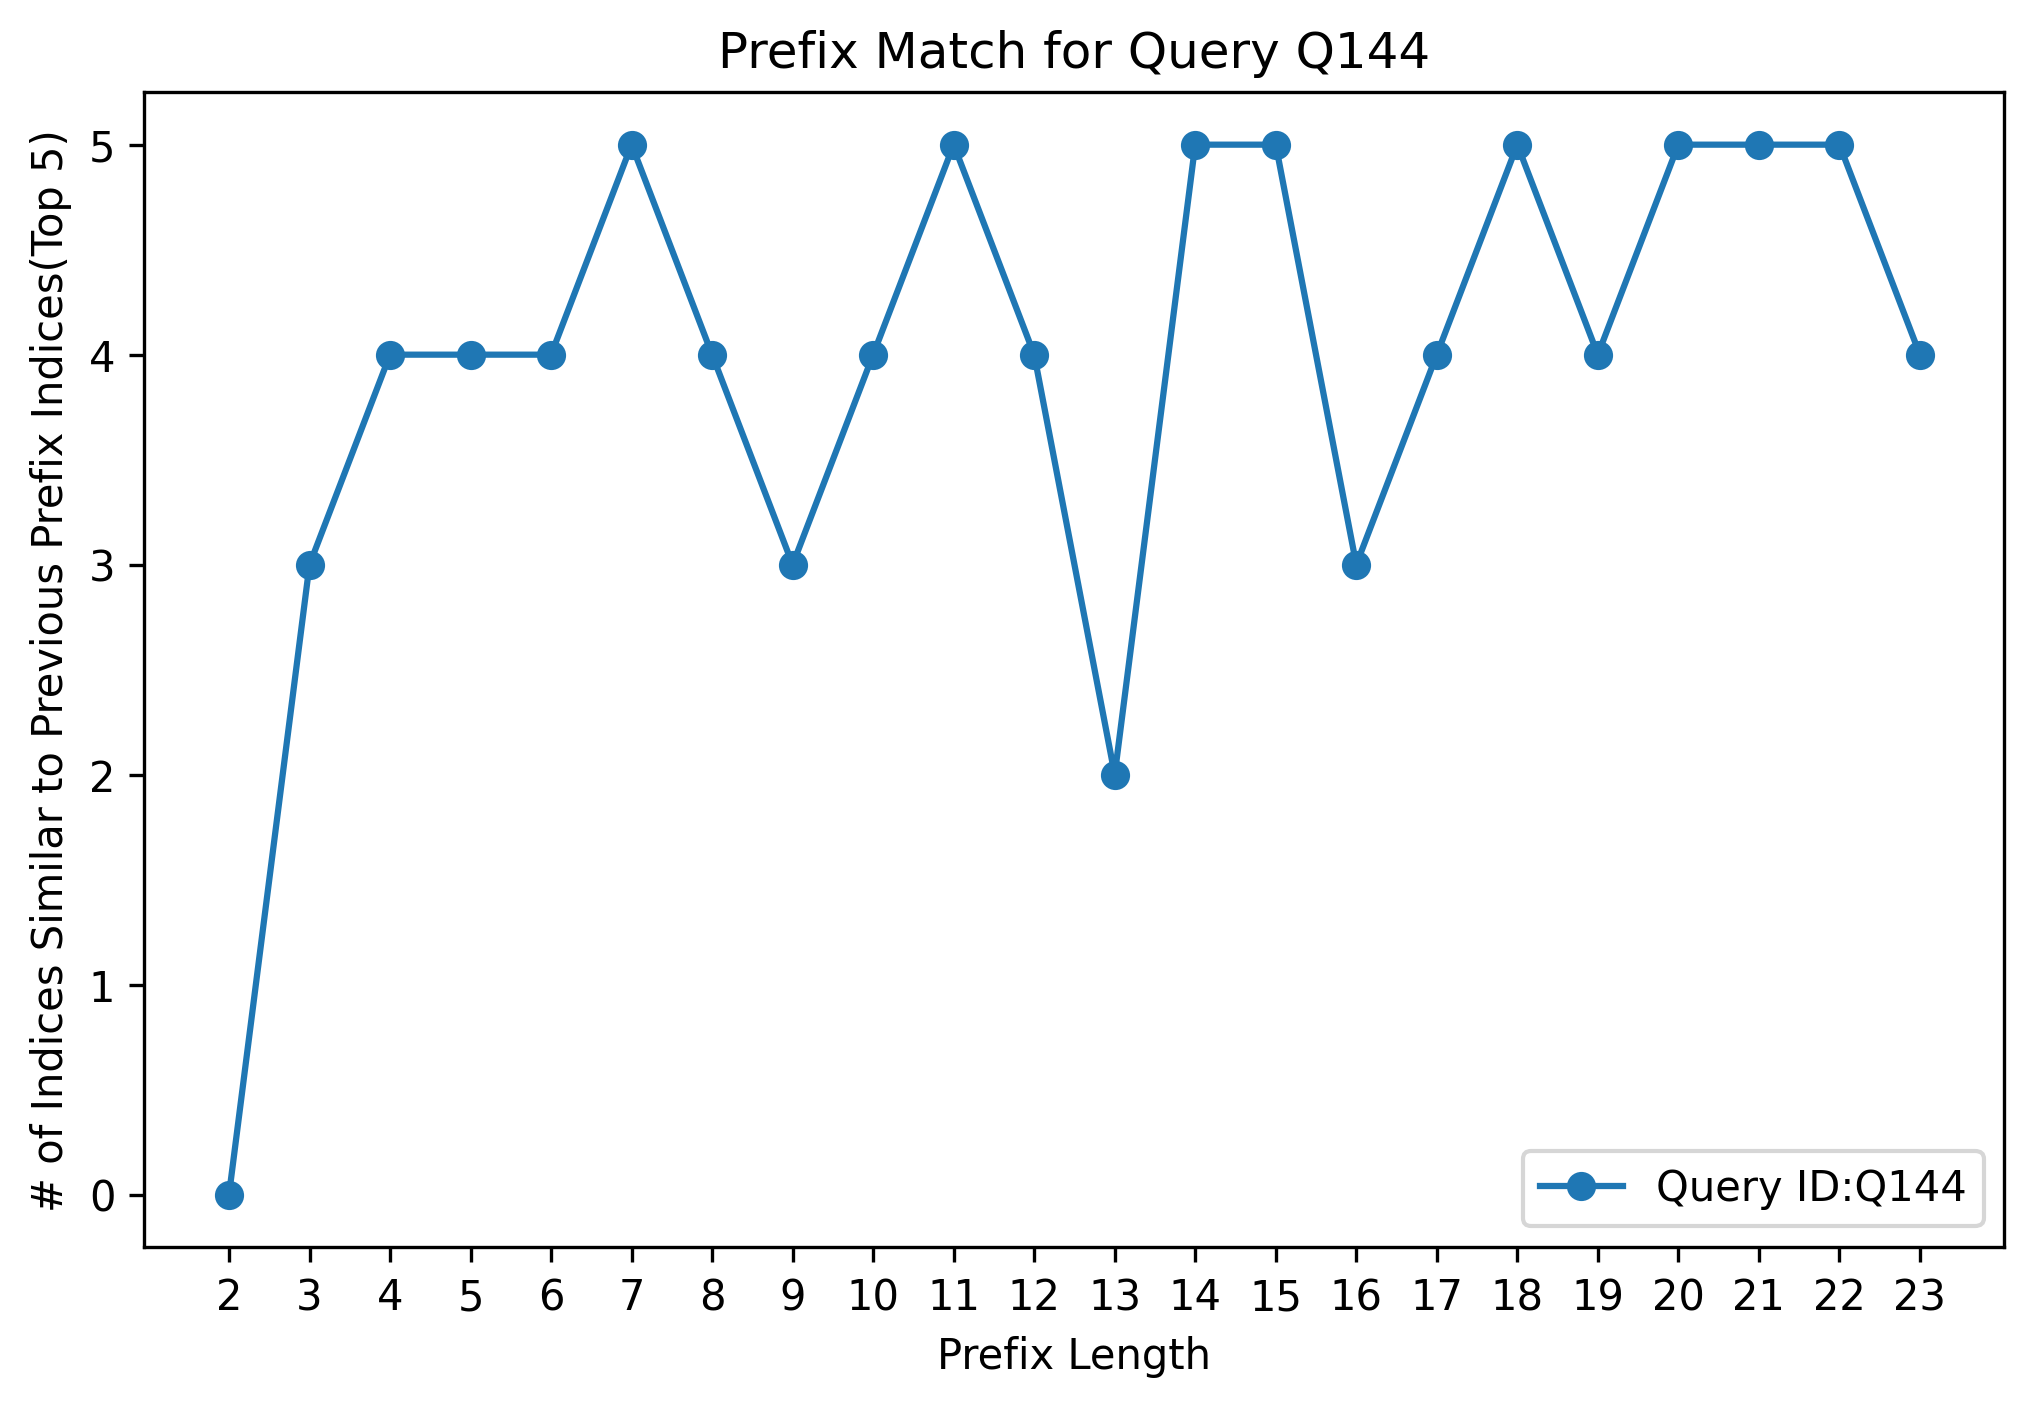 Prefix Match for Query Q144
# of Indices Similar to Previous Prefix Indices(Top 5)
5
4
3
2
1
0
Query ID:Q144
2 3 4 5 6 7 8 9 10 11 12 13 14 15 16 17 18 19 20 21 22 23
Prefix Length